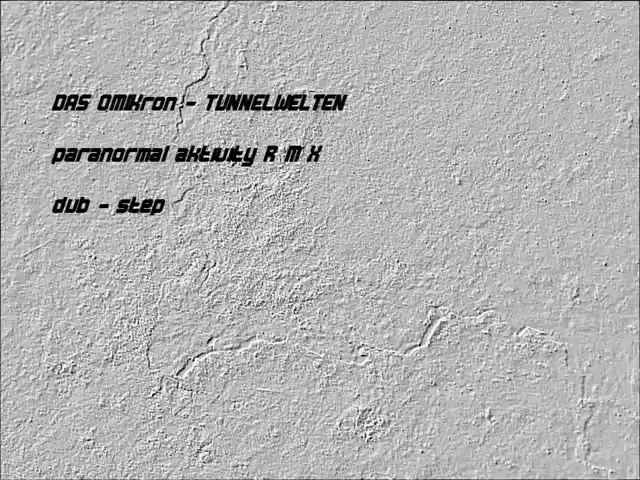 DAS OMIKron - TUNNELWELTEN
paranormal aktivity R M X
dub - step